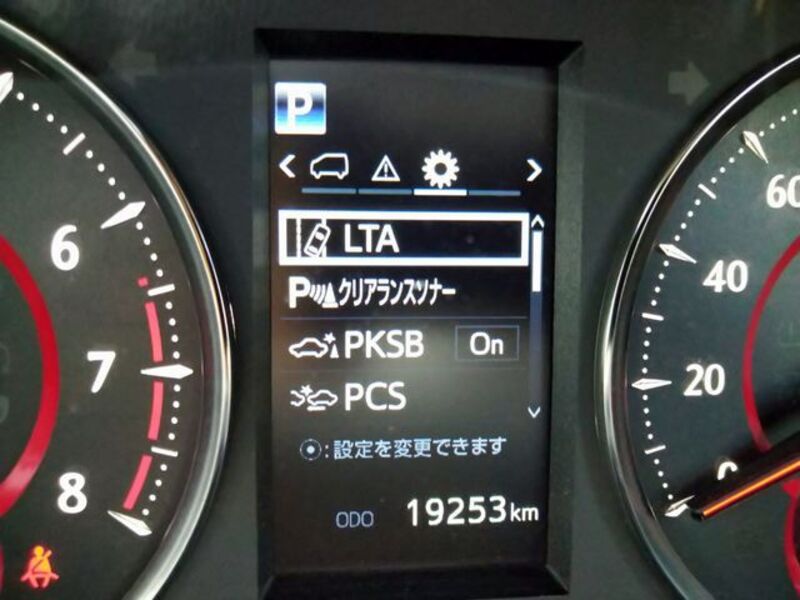 P
LTA
Pクリアランスソナー
PKSB On
PCS
:設定を変更できます
ODO 19253km
6
7
8
60
40
20
0